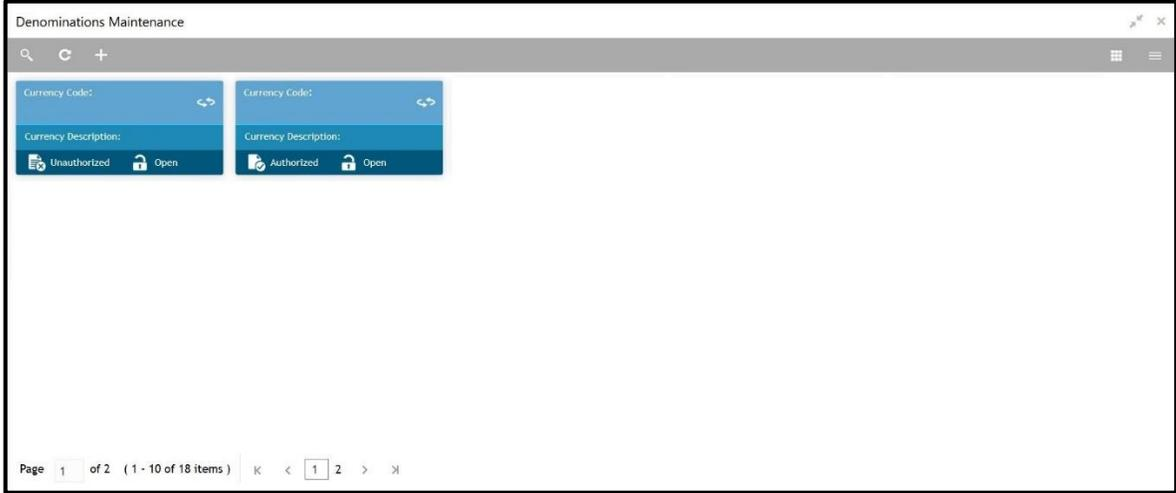 Denominations Maintenance
Currency Code: Currency Code:
Currency Description: Currency Description:
Unauthorized Open Authorized Open
Page 1 of 2 ( 1 - 10 of 18 items ) 1 2